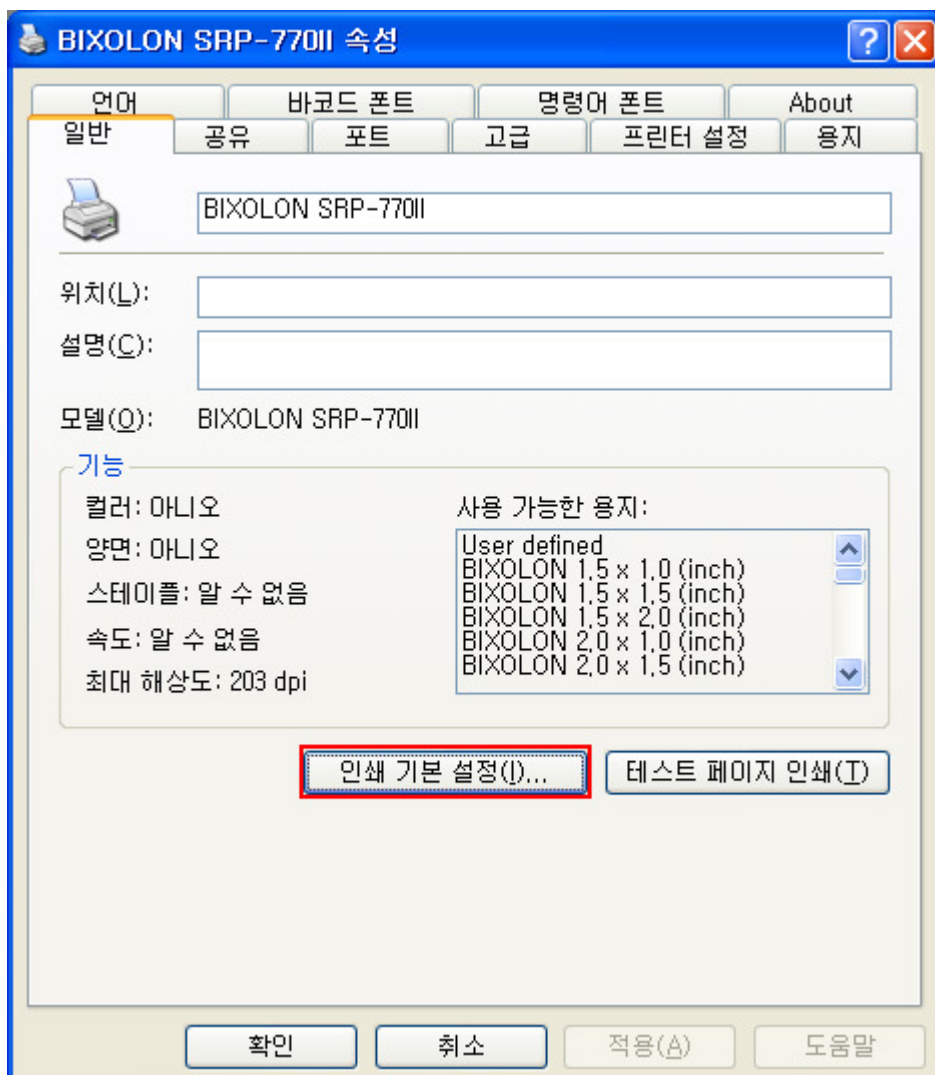 BIXOLON SRP-770II 속성
언어 바코드 폰트 명령어 폰트 About
일반 공유 포트 고급 프린터 설정 용지
BIXOLON SRP-770II
위치(L):
설명(C):
모델(O): BIXOLON SRP-770II
기능
컬러: 아니오
양면: 아니오
스테이플: 알 수 없음
속도: 알 수 없음
최대 해상도: 203 dpi
사용 가능한 용지:
User defined
BIXOLON 1.5 x 1.0 (inch)
BIXOLON 1.5 x 1.5 (inch)
BIXOLON 1.5 x 2.0 (inch)
BIXOLON 2.0 x 1.0 (inch)
BIXOLON 2.0 x 1.5 (inch)
인쇄 기본 설정(I)... 테스트 페이지 인쇄(T)
확인 취소 적용(A) 도움말